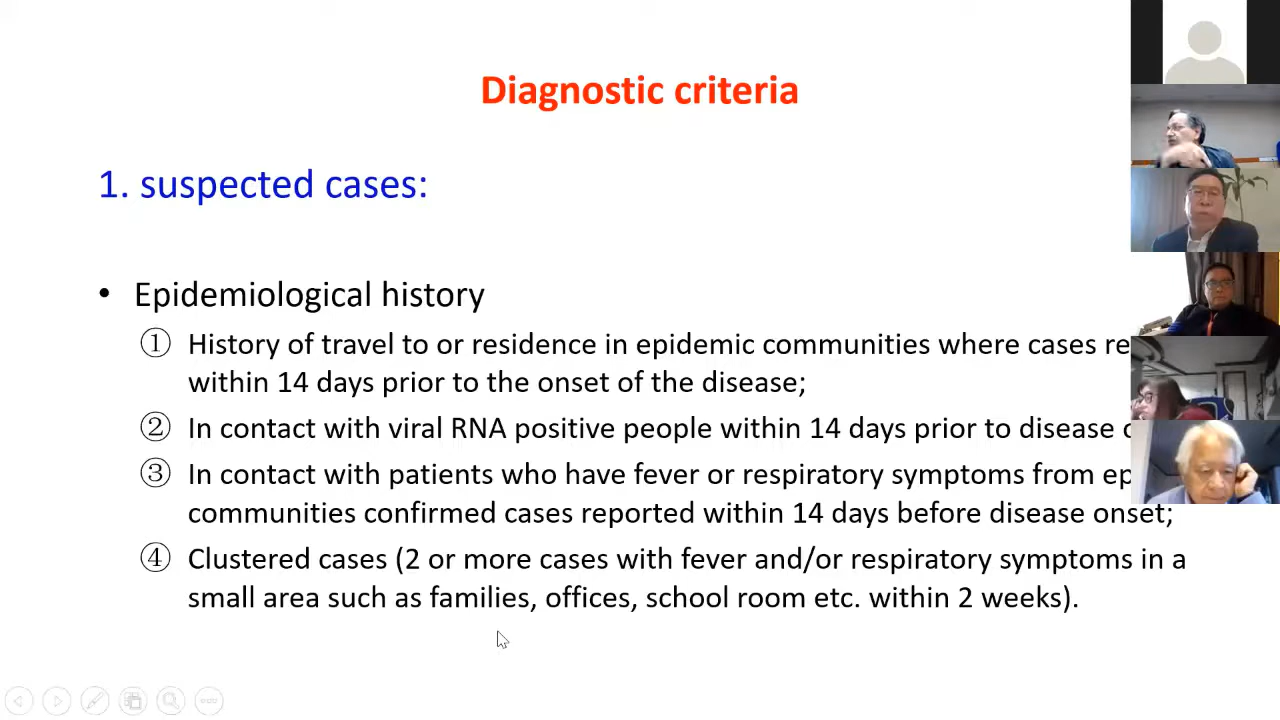 Diagnostic criteria
1. suspected cases:
• Epidemiological history
① History of travel to or residence in epidemic communities where cases
within 14 days prior to the onset of the disease;
② In contact with viral RNA positive people within 14 days prior to disease
③ In contact with patients who have fever or respiratory symptoms from
communities confirmed cases reported within 14 days before disease onset;
④ Clustered cases (2 or more cases with fever and/or respiratory symptoms in a
small area such as families, offices, school room etc. within 2 weeks).